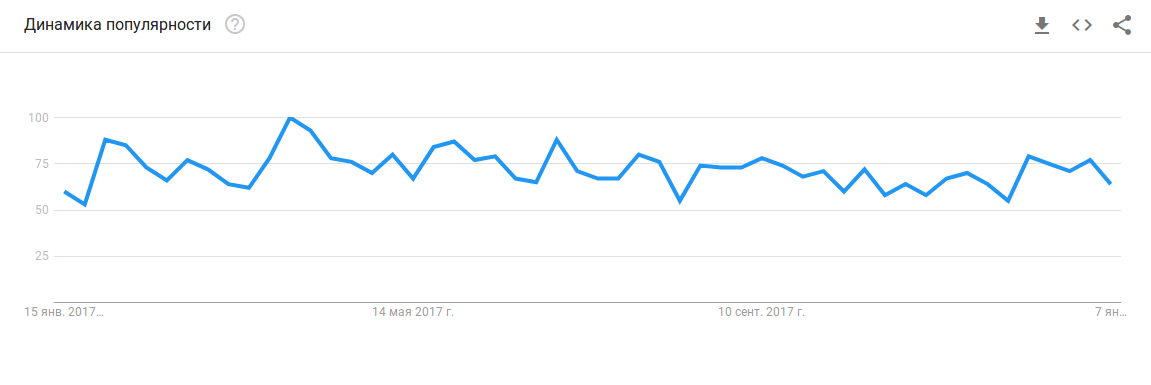 Динамика популярности
100
75
50
25
15 янв. 2017…
14 мая 2017 г.
10 сент. 2017 г.
7 ян…